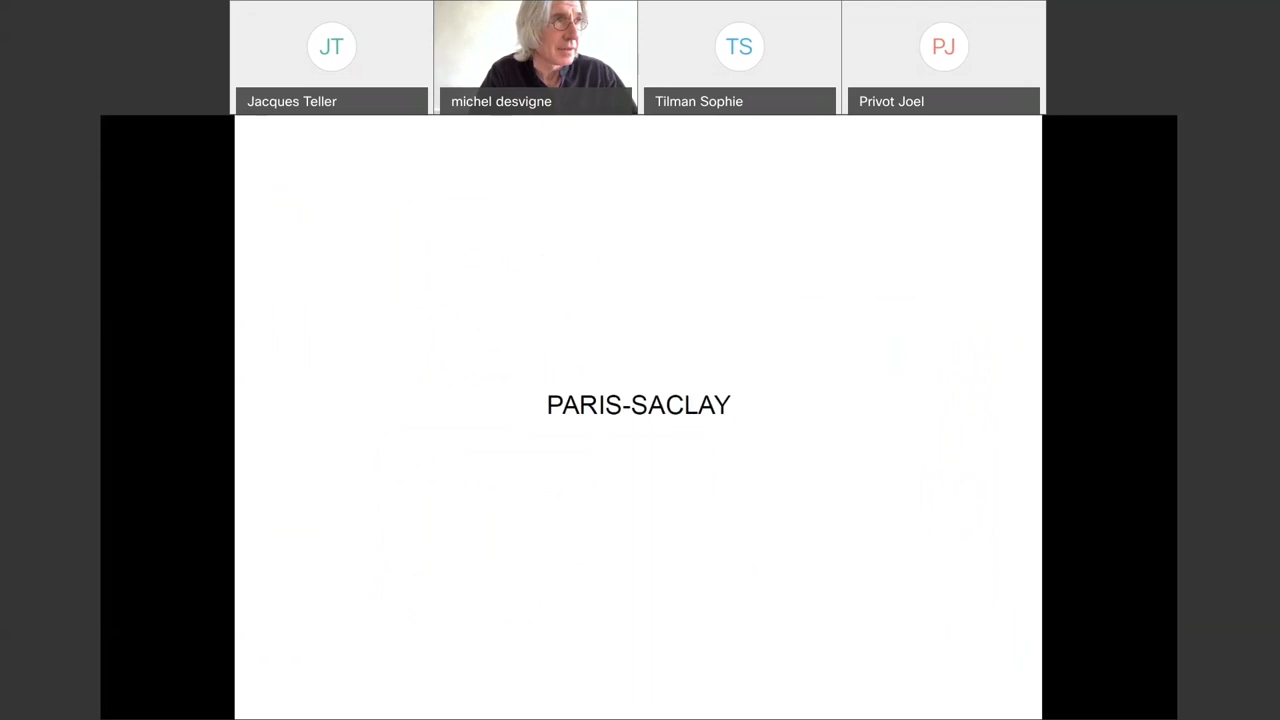 JT
TS
PJ
Jacques Teller
michel desvigne
Tilman Sophie
Privot Joel
PARIS-SACLAY